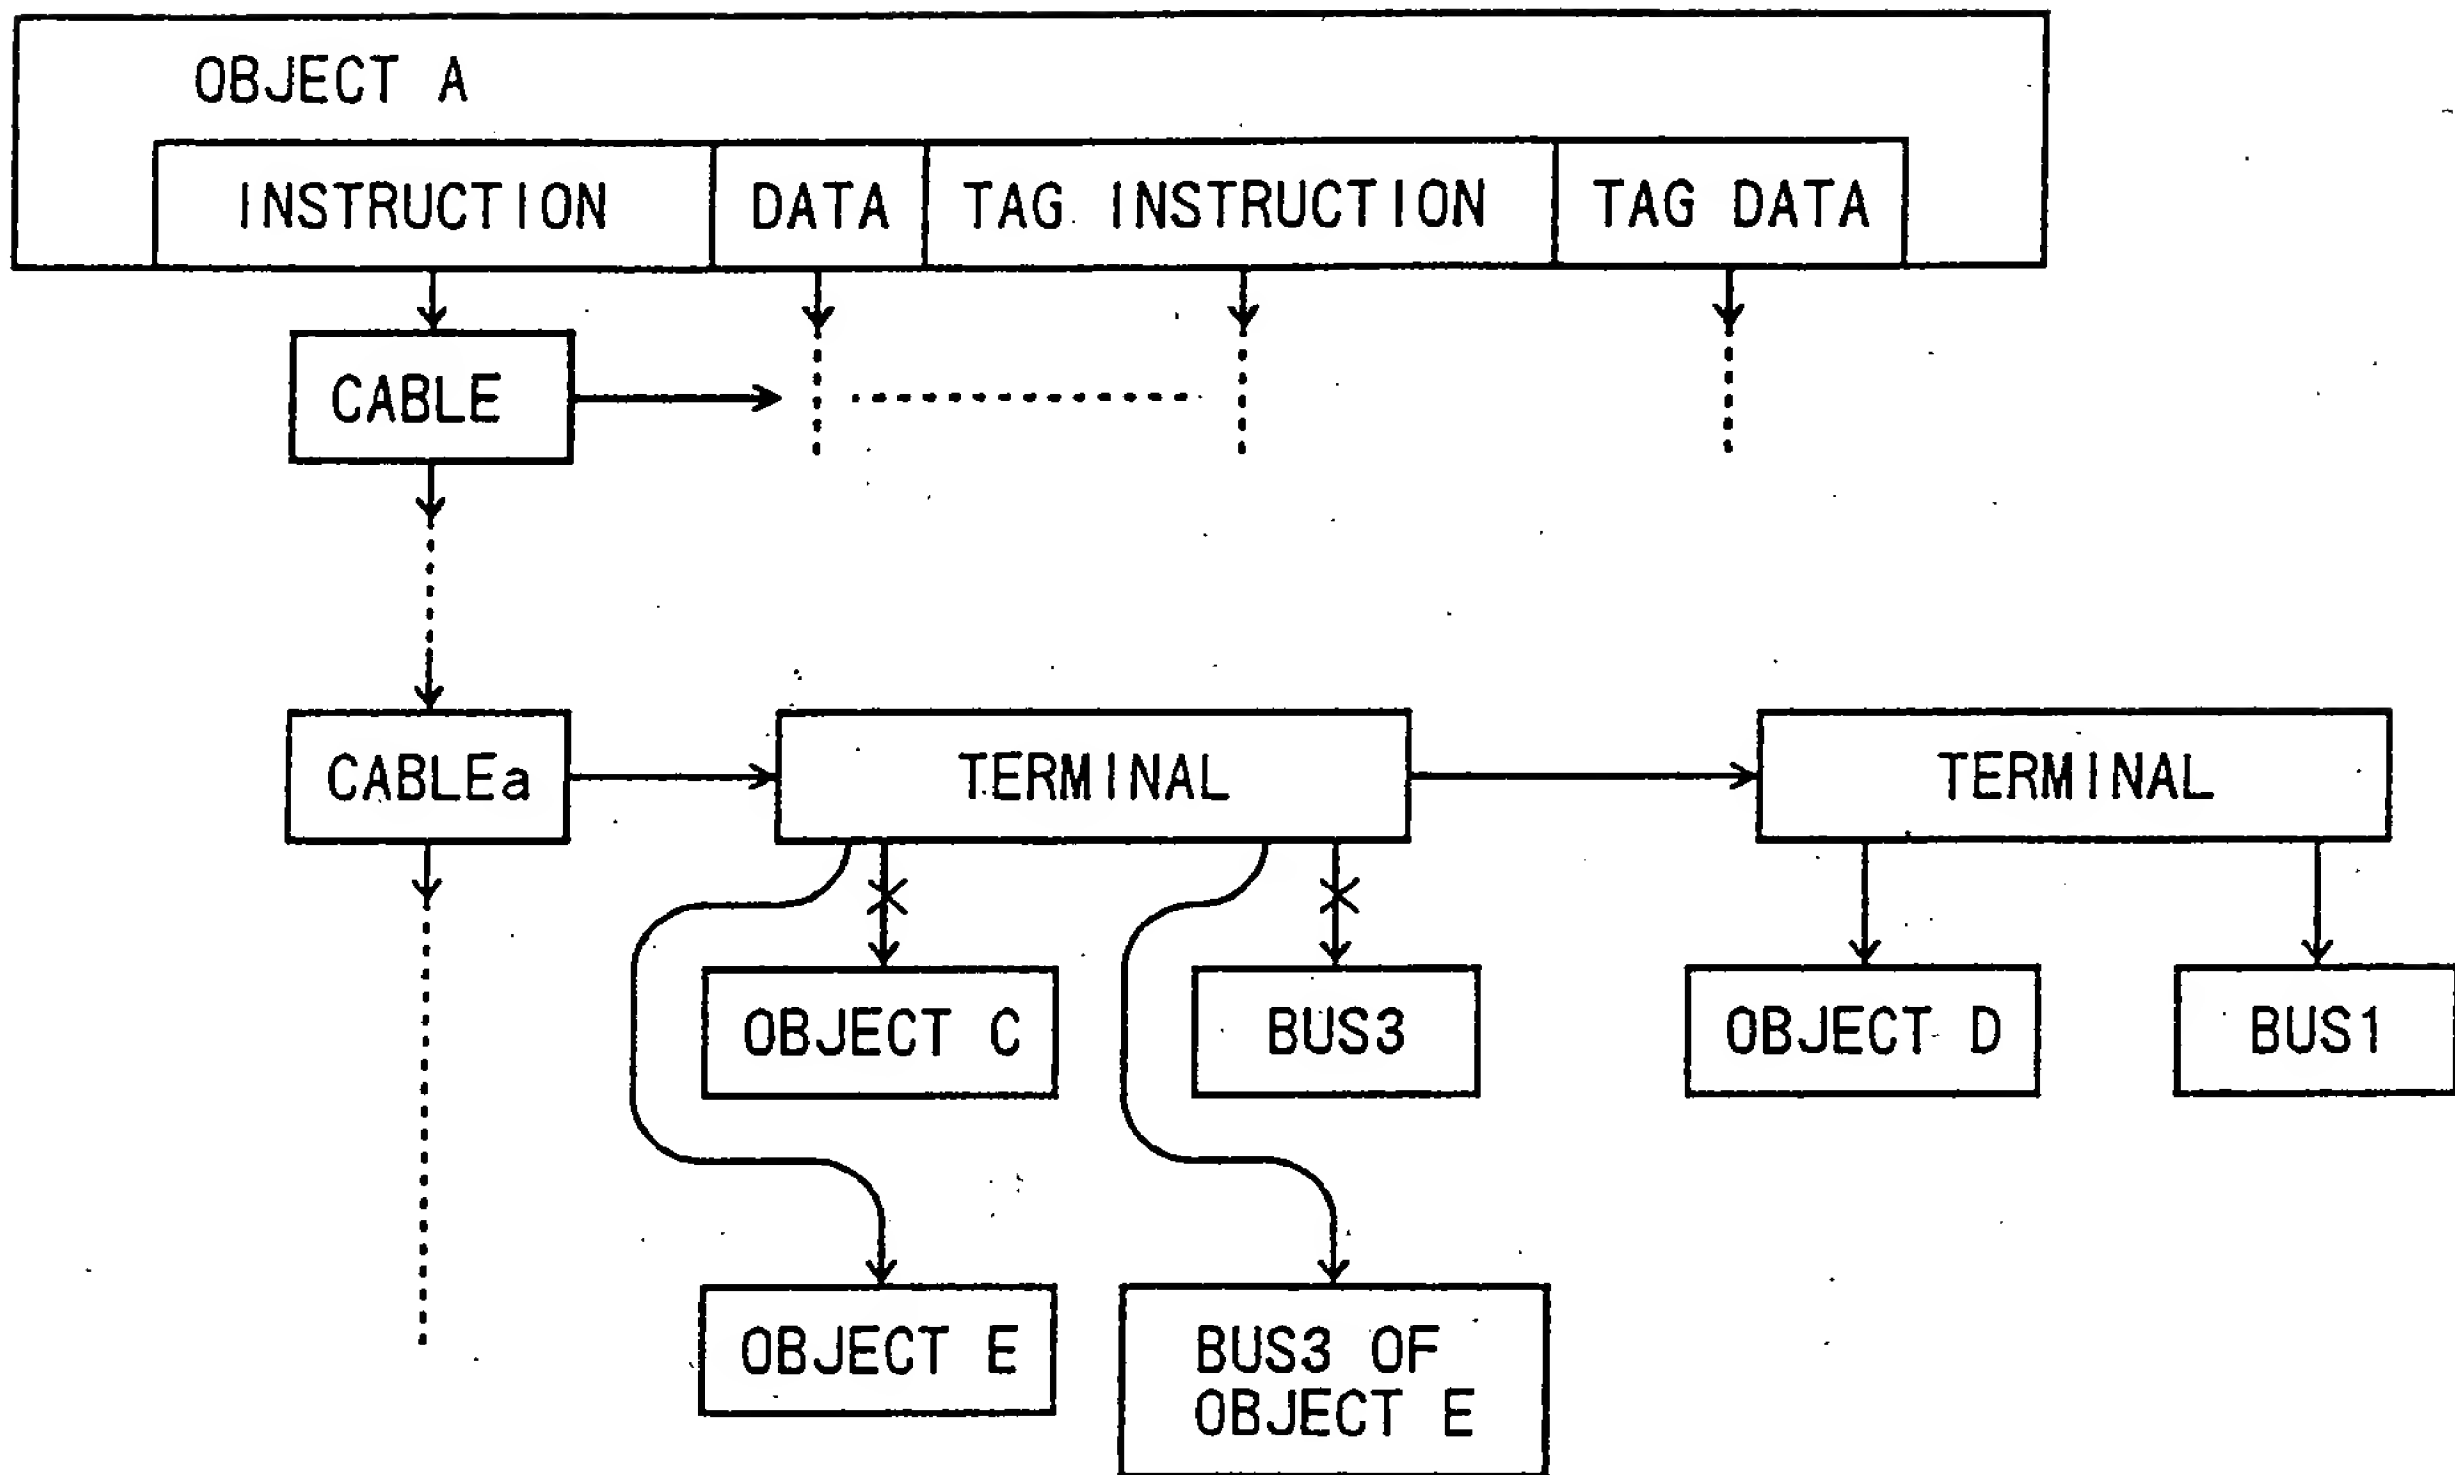 OBJECT A
INSTRUCTION
DATA
TAG INSTRUCTION
TAG DATA
CABLE
CABLEa
TERMINAL
TERMINAL
OBJECT C
BUS3
OBJECT D
BUS1
OBJECT E
BUS3 OF
OBJECT E